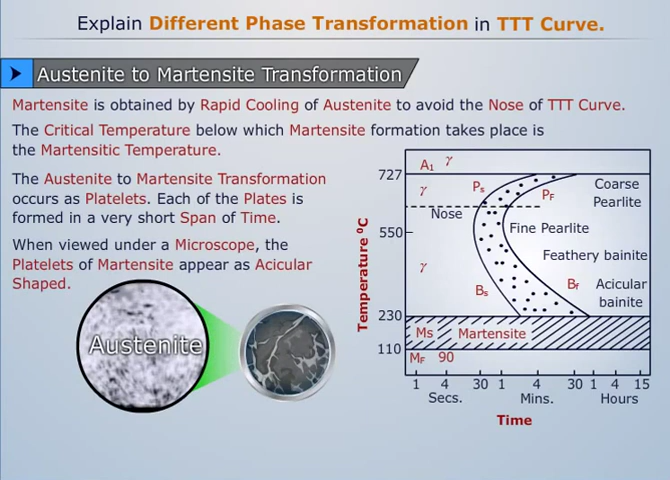 Explain Different Phase Transformation in TTT Curve.
Austenite to Martensite Transformation
Martensite is obtained by Rapid Cooling of Austenite to avoid the Nose of TTT Curve.
The Critical Temperature below which Martensite formation takes place is
the Martensitic Temperature.
The Austenite to Martensite Transformation
occurs as Platelets. Each of the Plates is
formed in a very short Span of Time.
When viewed under a Microscope, the
Platelets of Martensite appear as Acicular
Shaped.
Austenite
Temperature ⁰C
727
550
230
110
A₁ γ
γ
Ps
PF
Coarse
Pearlite
Nose
Fine Pearlite
γ
Feathery bainite
Bs
Bf
Acicular
bainite
Ms Martensite
MF 90
1 4 30 1 4 30 1 4 15
Secs. Mins. Hours
Time